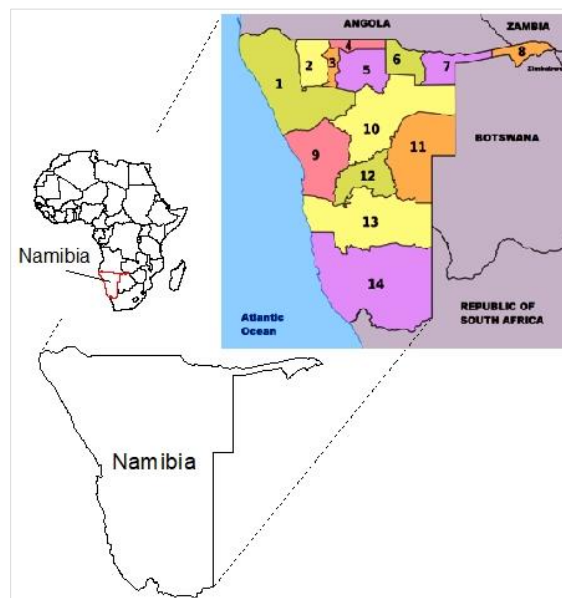 ANGOLA
ZAMBIA
4
8
2
3
6
7
5
Zimbabwe
1
10
BOTSWANA
9
11
12
13
Namibia
14
Atlantic
Ocean
REPUBLIC OF
SOUTH AFRICA
Namibia